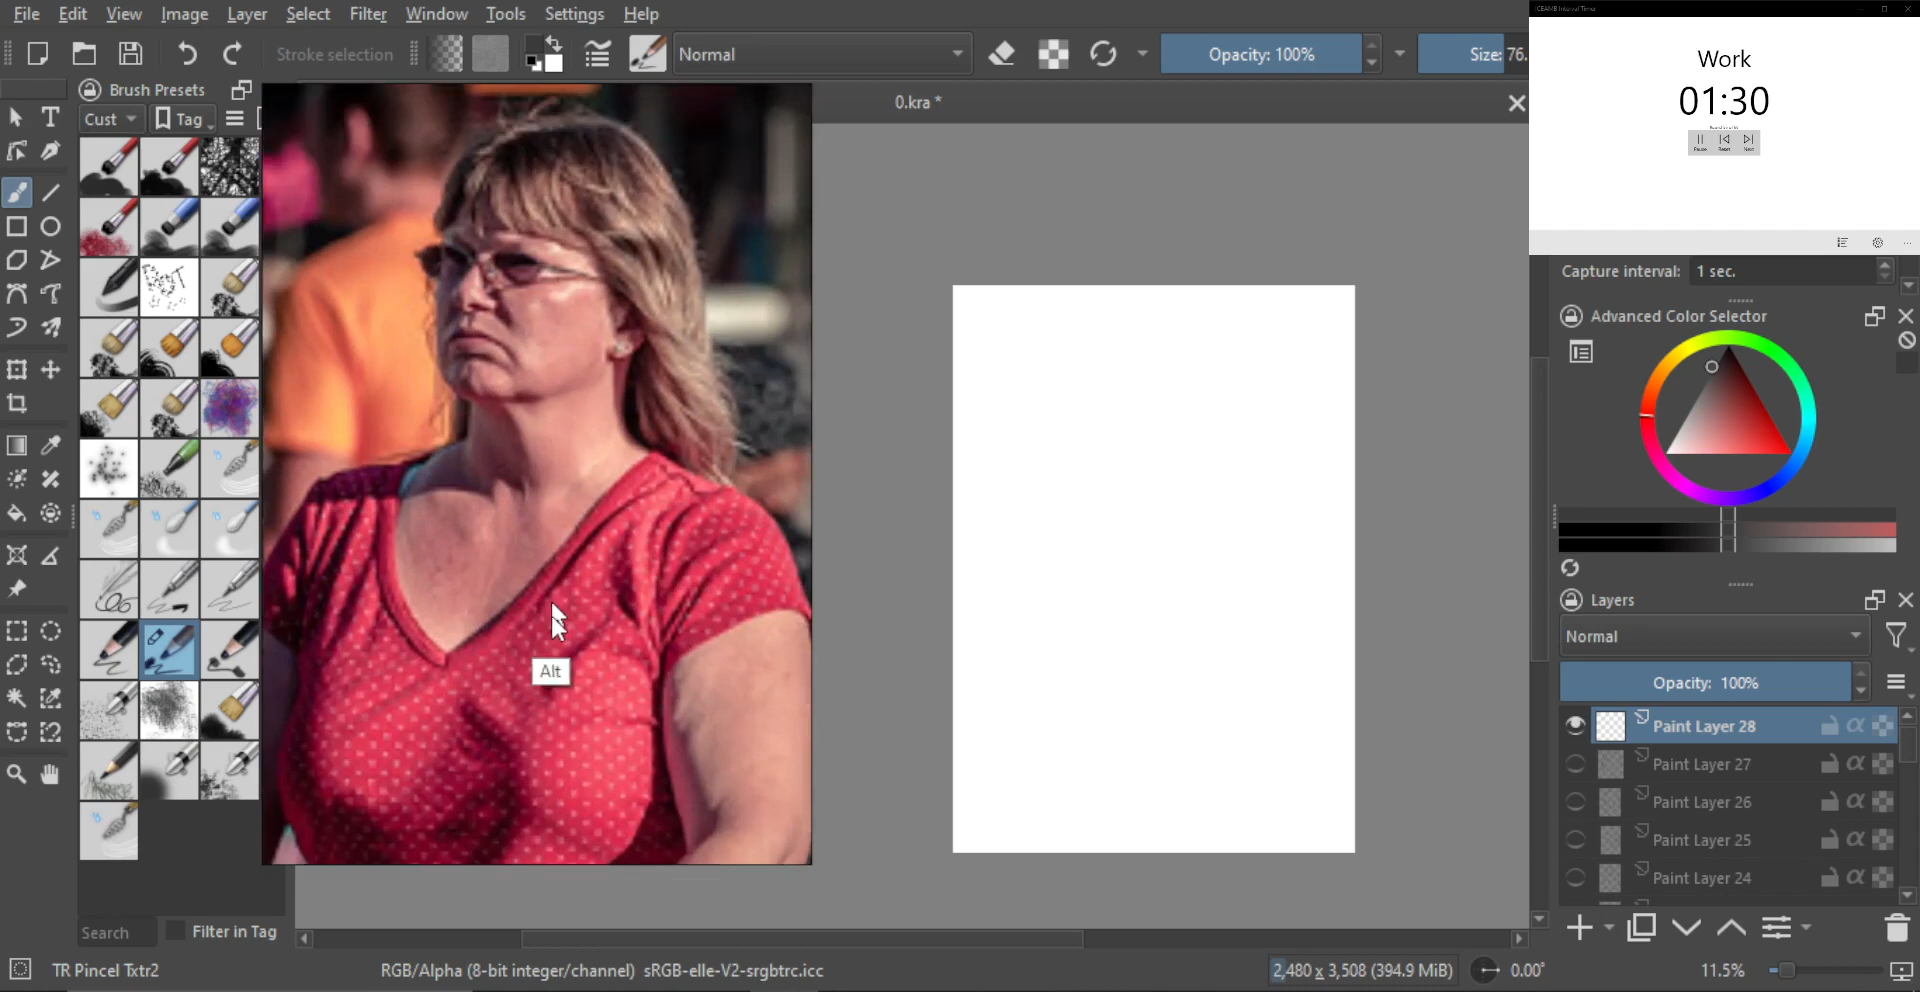 File Edit View Image Layer Select Filter Window Tools Settings Help
Stroke selection
Normal
Opacity: 100%
Size: 76.
Work
01:30
Pause Reset Next
Brush Presets
Cust
Tag
0.kra *
Alt
Capture interval: 1 sec.
Advanced Color Selector
Layers
Normal
Opacity: 100%
Paint Layer 28
Paint Layer 27
Paint Layer 26
Paint Layer 25
Paint Layer 24
Search
Filter in Tag
TR Pincel Txtr2
RGB/Alpha (8-bit integer/channel) sRGB-elle-V2-srgbtrc.icc
2,480 x 3,508 (394.9 MiB)
0.00°
11.5%